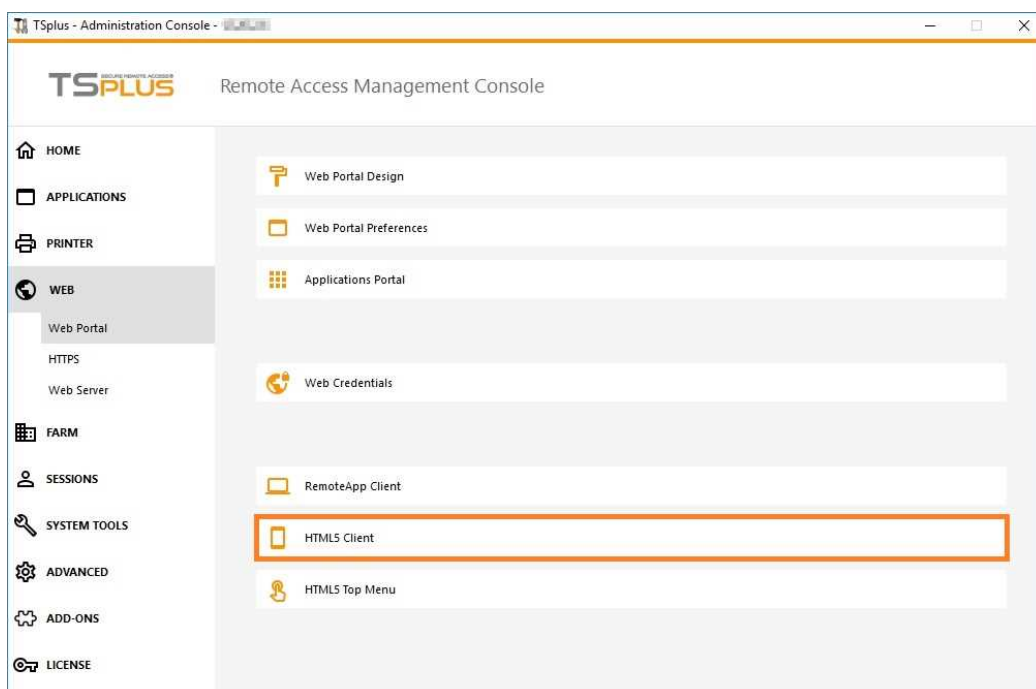 TSplus - Administration Console -
TSPLUS
SECURE REMOTE ACCESS
Remote Access Management Console
HOME
APPLICATIONS
PRINTER
WEB
Web Portal
HTTPS
Web Server
FARM
SESSIONS
SYSTEM TOOLS
ADVANCED
ADD-ONS
LICENSE
Web Portal Design
Web Portal Preferences
Applications Portal
Web Credentials
RemoteApp Client
HTML5 Client
HTML5 Top Menu